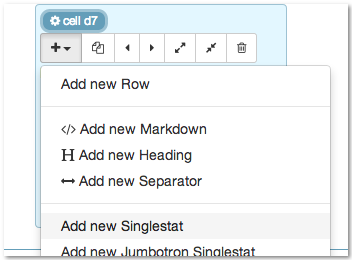 cell d7
Add new Row
</> Add new Markdown
H Add new Heading
Add new Separator
Add new Singlestat
Add new Jumbotron Singlestat